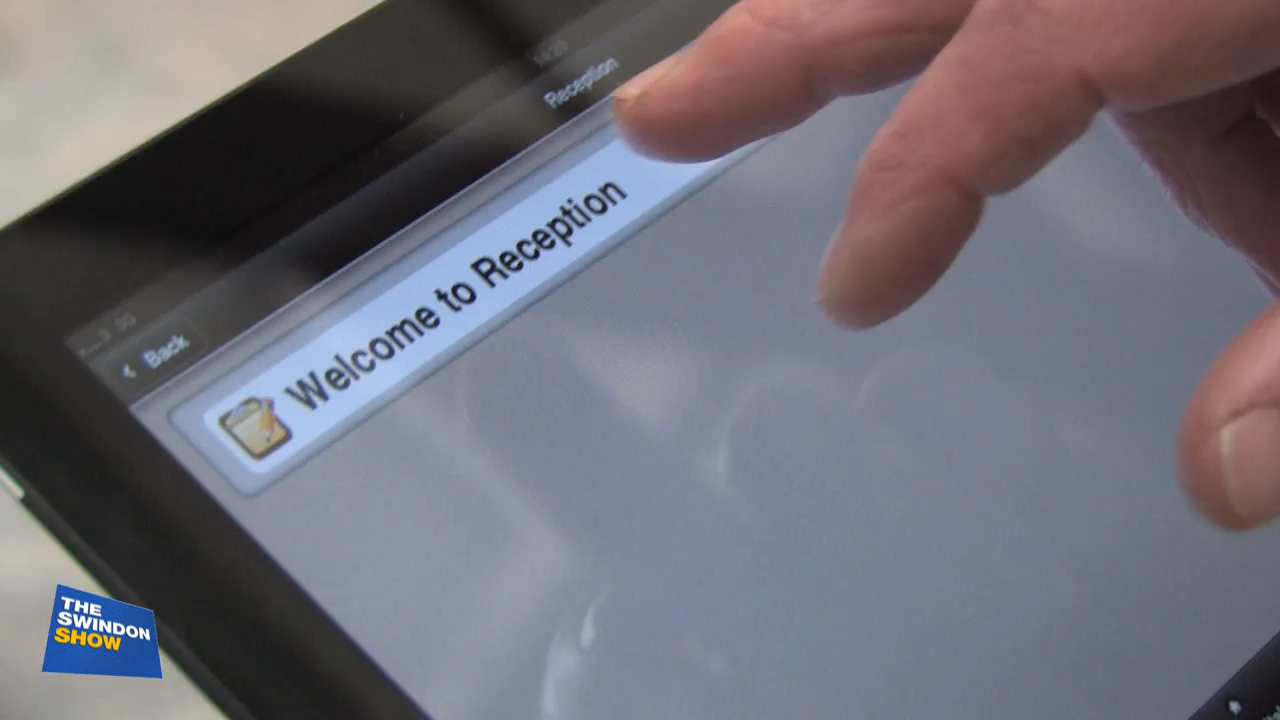 Reception
Back
Welcome to Reception
THE
SWINDON
SHOW